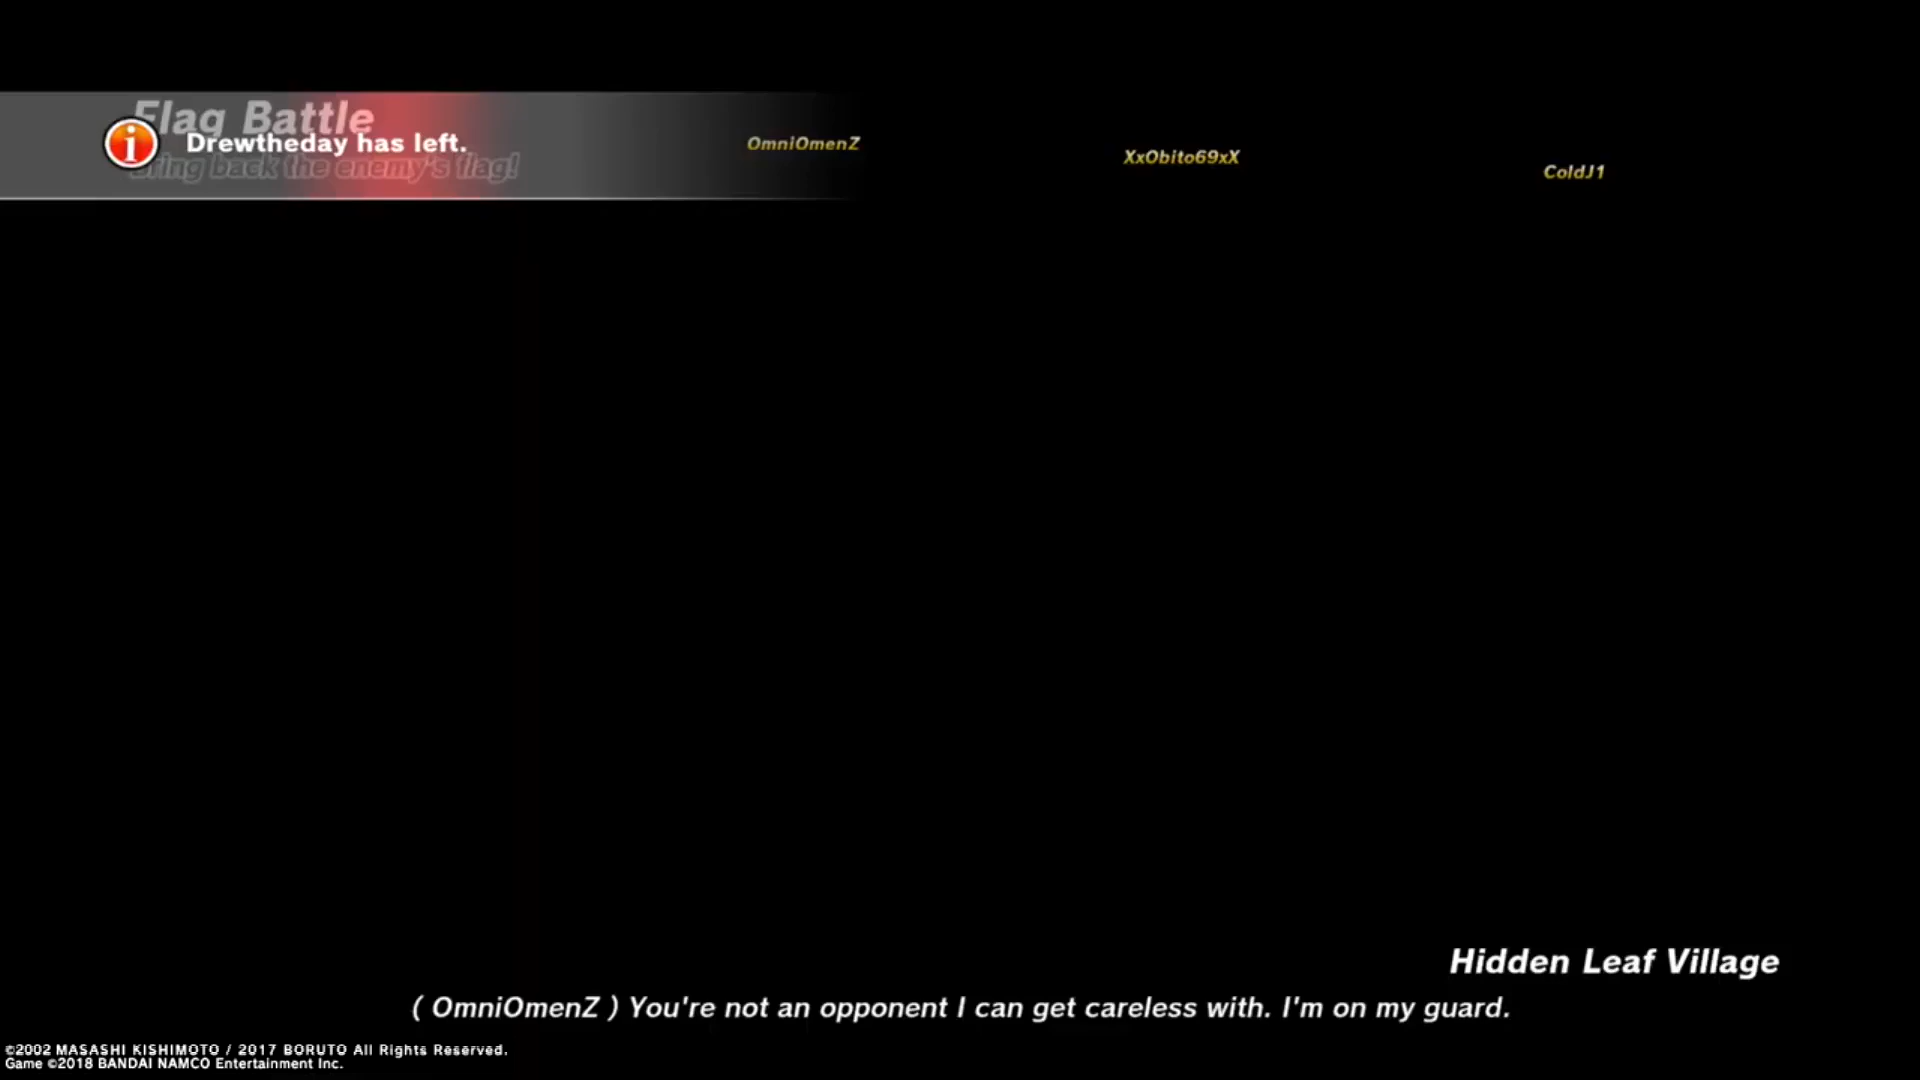 Flag Battle
Drewtheday has left.
Bring back the enemy's flag!
OmniOmenZ
XxObito69xX
ColdJ1
Hidden Leaf Village
( OmniOmenZ ) You're not an opponent I can get careless with. I'm on my guard.
©2002 MASASHI KISHIMOTO / 2017 BORUTO All Rights Reserved.
Game ©2018 BANDAI NAMCO Entertainment Inc.